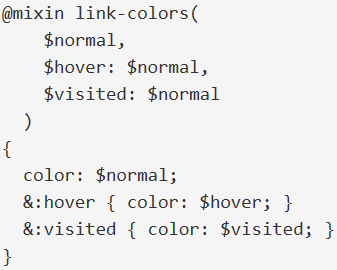 @mixin link-colors(
    $normal,
    $hover: $normal,
    $visited: $normal
  )
{
  color: $normal;
  &:hover { color: $hover; }
  &:visited { color: $visited; }
}